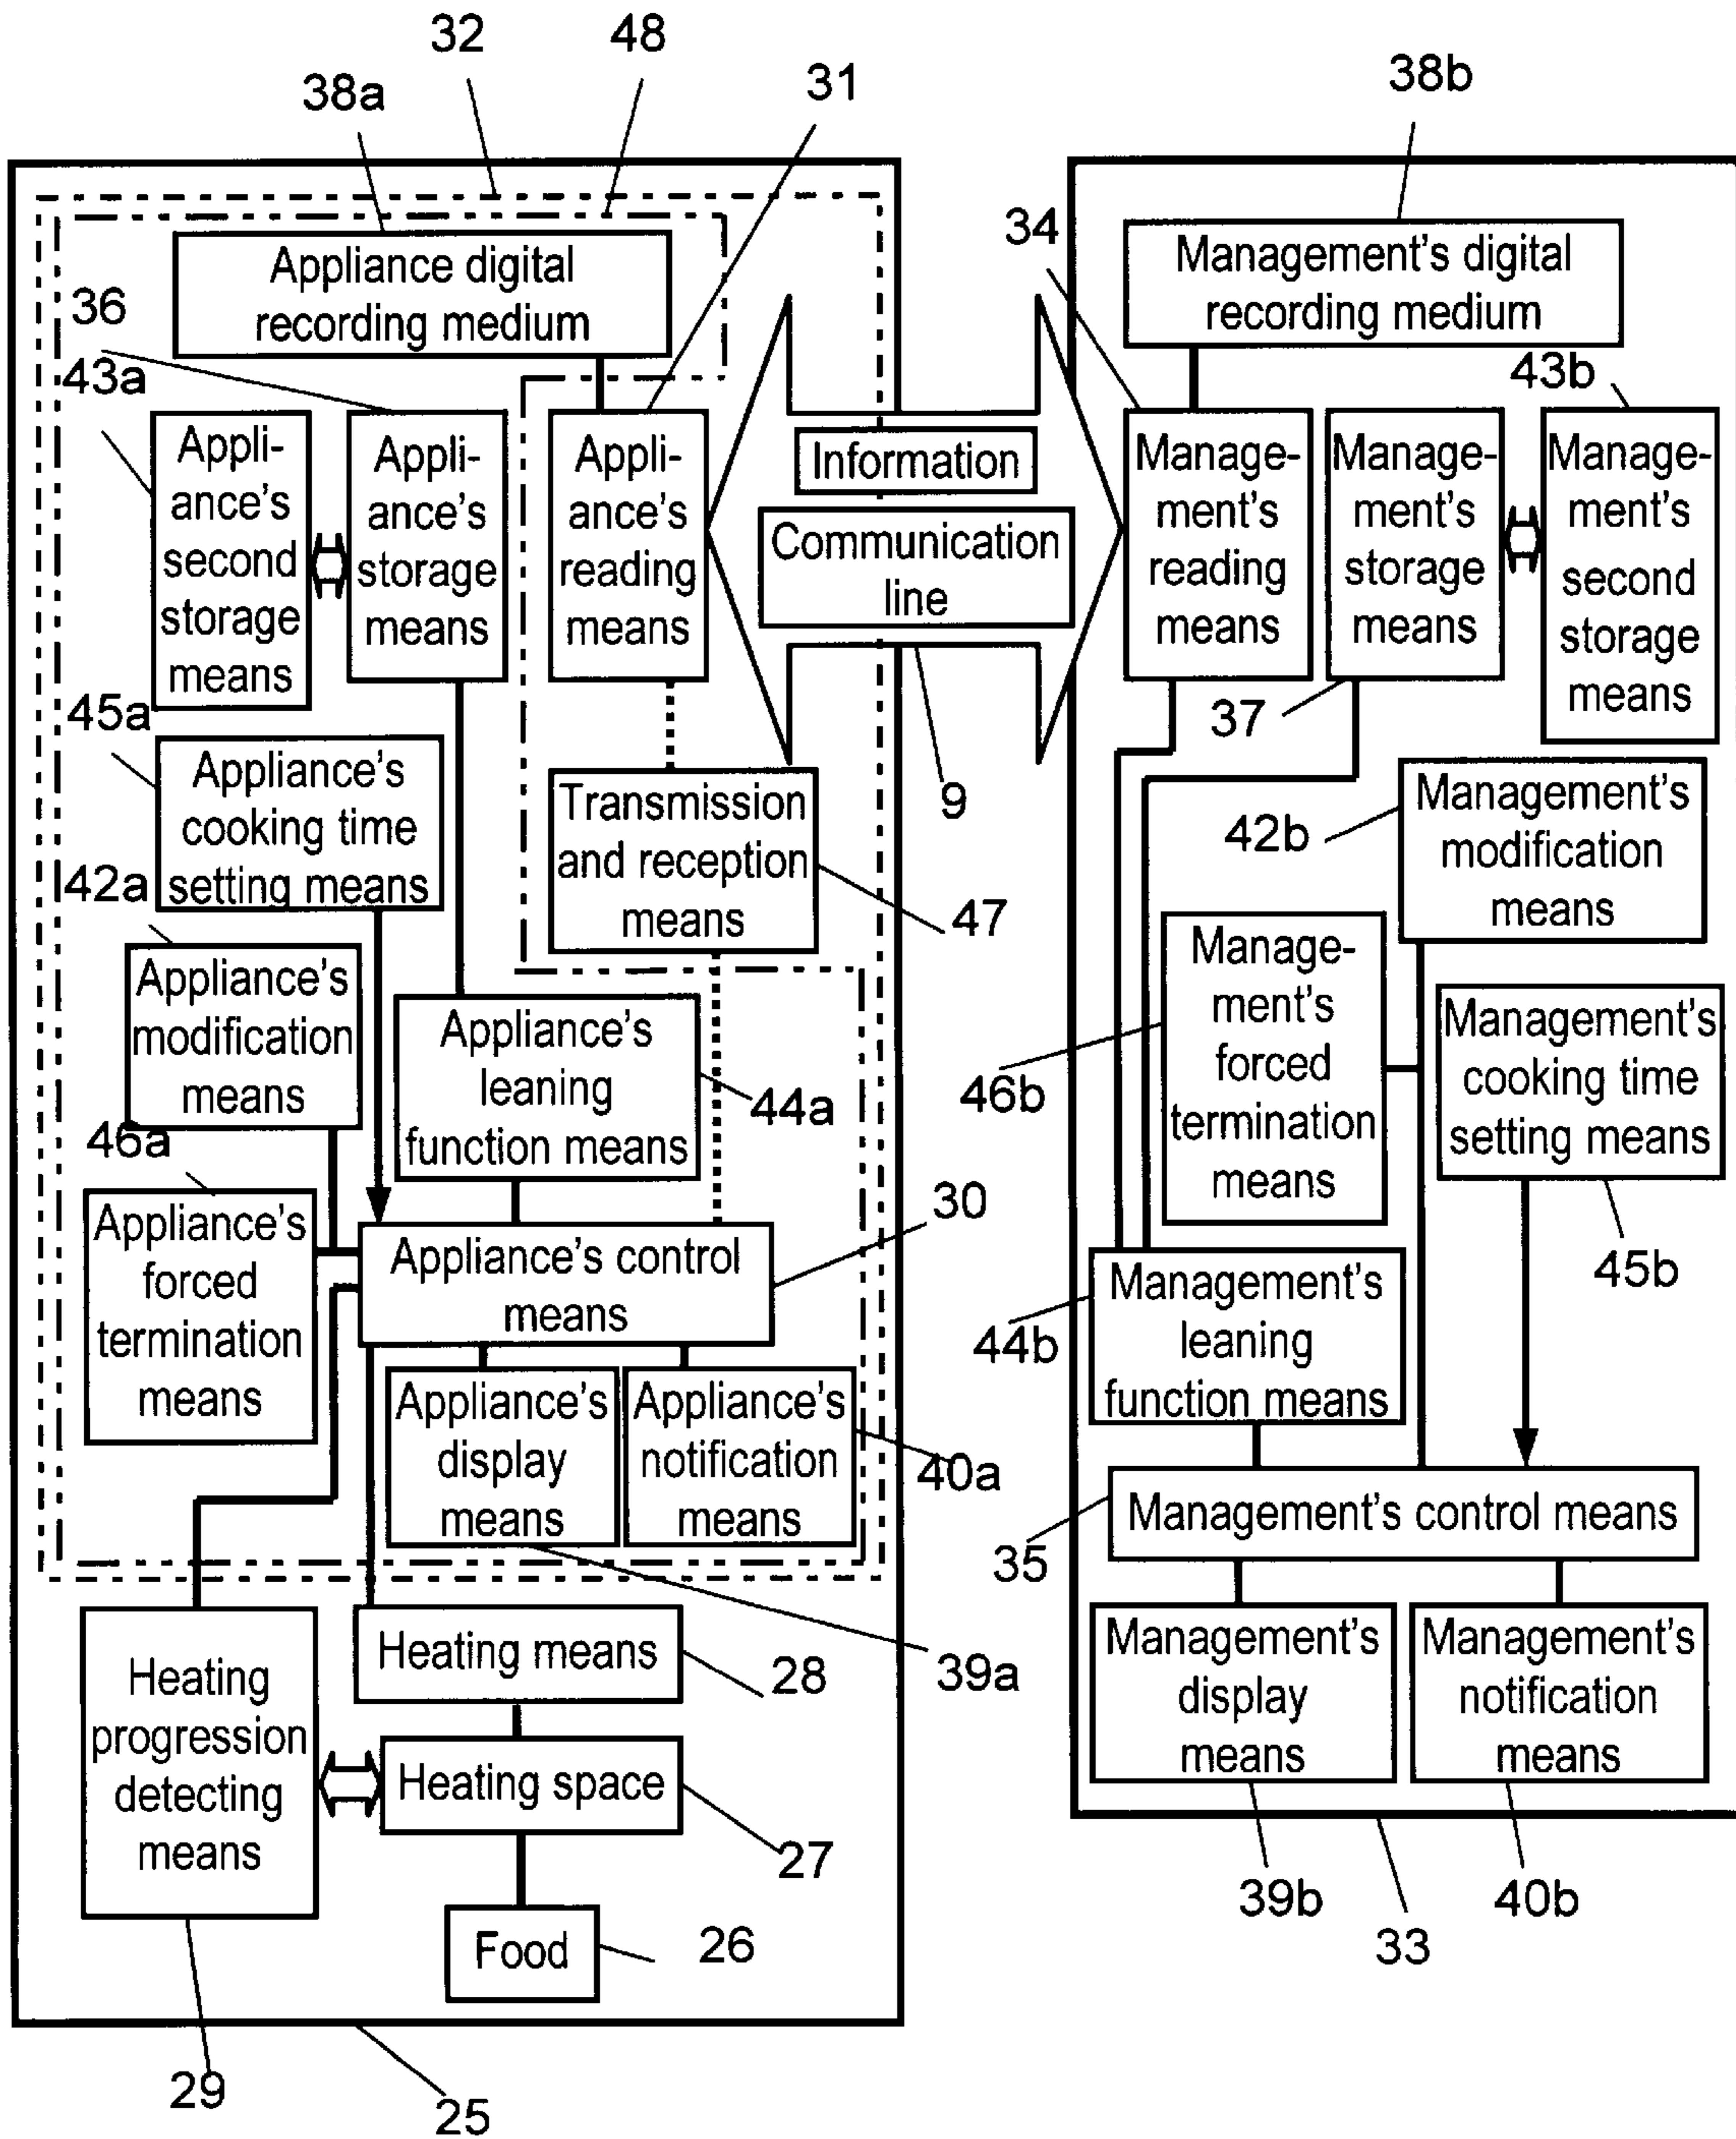 32
48
38a
31
38b
34
Appliance digital
recording medium
Management's digital
recording medium
36
43a
43b
Appli-
ance's
second
storage
means
Appli-
ance's
storage
means
Appli-
ance's
reading
means
Information
Communication
line
Manage-
ment's
reading
means
Manage-
ment's
storage
means
Manage-
ment's
second
storage
means
37
45a
Appliance's
cooking time
setting means
Transmission
and reception
means
9
47
42b
Management's
modification
means
42a
Appliance's
modification
means
Appliance's
leaning
function means
44a
Manage-
ment's
forced
termination
means
46b
Management's
cooking time
setting means
45b
46a
Appliance's
forced
termination
means
30
Appliance's control
means
Management's
leaning
function means
44b
Appliance's
display
means
Appliance's
notification
means
40a
Management's control means
35
Heating means
28
39a
Management's
display
means
Management's
notification
means
Heating
progression
detecting
means
Heating space
27
39b
40b
33
Food
26
29
25